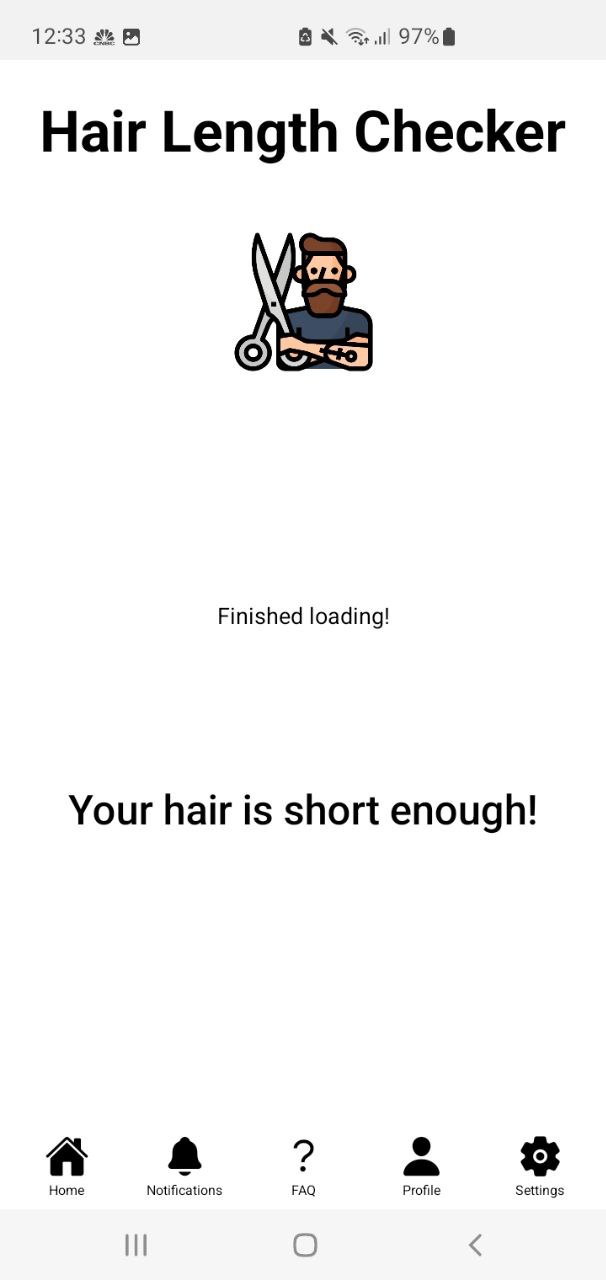 12:33 CNBC 97%
Hair Length Checker
Finished loading!
Your hair is short enough!
Home Notifications FAQ Profile Settings